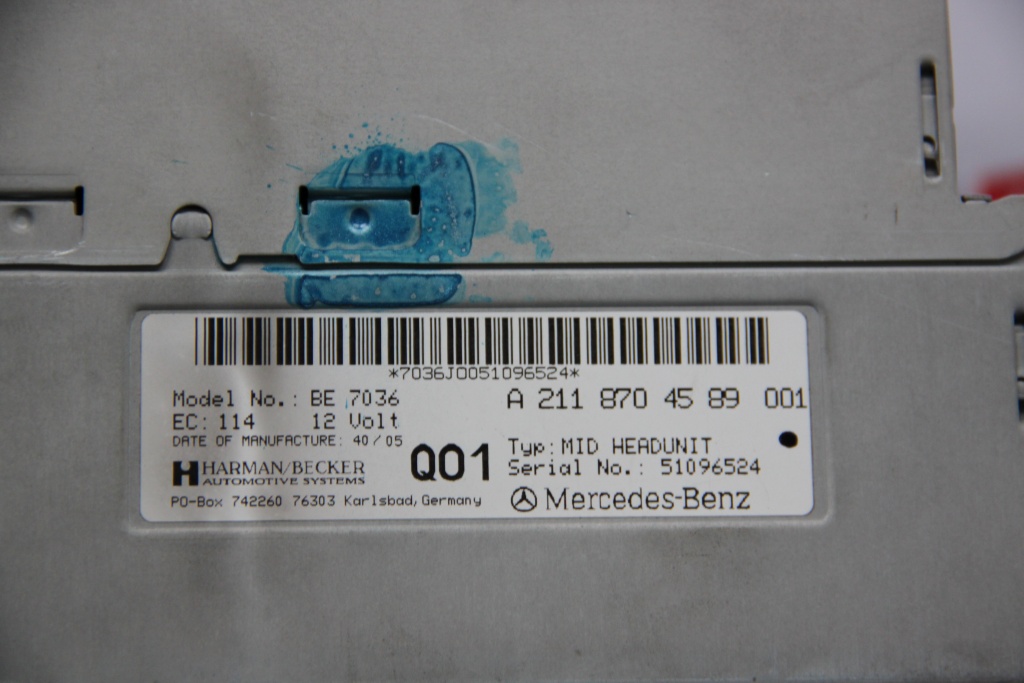 *7036J0051096524*
Model No.: BE 7036
A 211 870 45 89 001
EC: 114 12 Volt
DATE OF MANUFACTURE: 40/05
Q01
Typ: MID HEADUNIT
HARMAN/BECKER
AUTOMOTIVE SYSTEMS
Serial No.: 51096524
PO-Box 742260 76303 Karlsbad, Germany
Mercedes-Benz